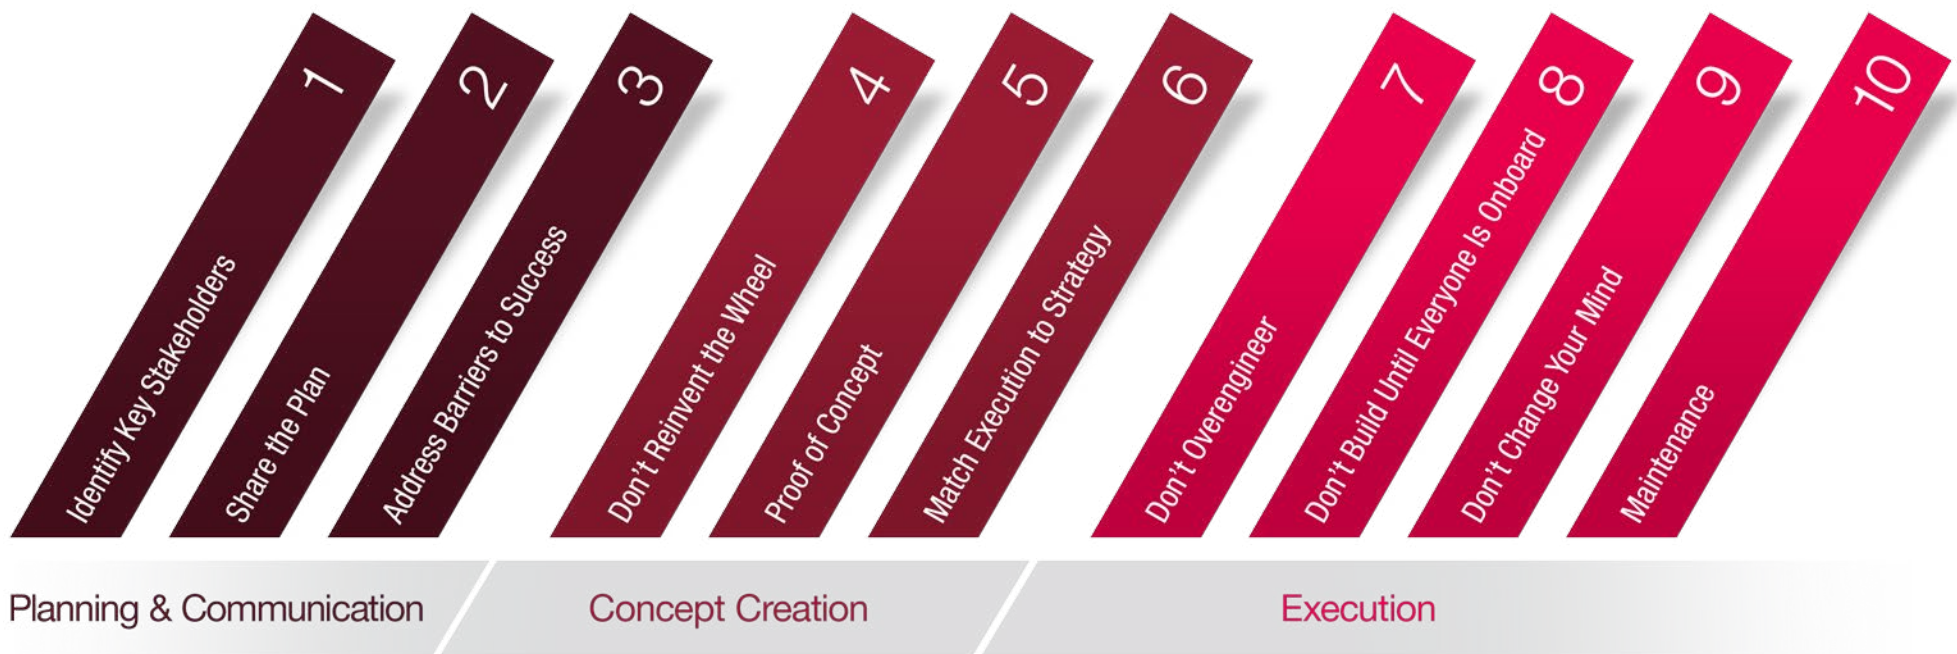 1
Identify Key Stakeholders
2
Share the Plan
3
Address Barriers to Success
4
Don't Reinvent the Wheel
5
Proof of Concept
6
Match Execution to Strategy
7
Don't Overengineer
8
Don't Build Until Everyone Is Onboard
9
Don't Change Your Mind
10
Maintenance
Planning & Communication
Concept Creation
Execution